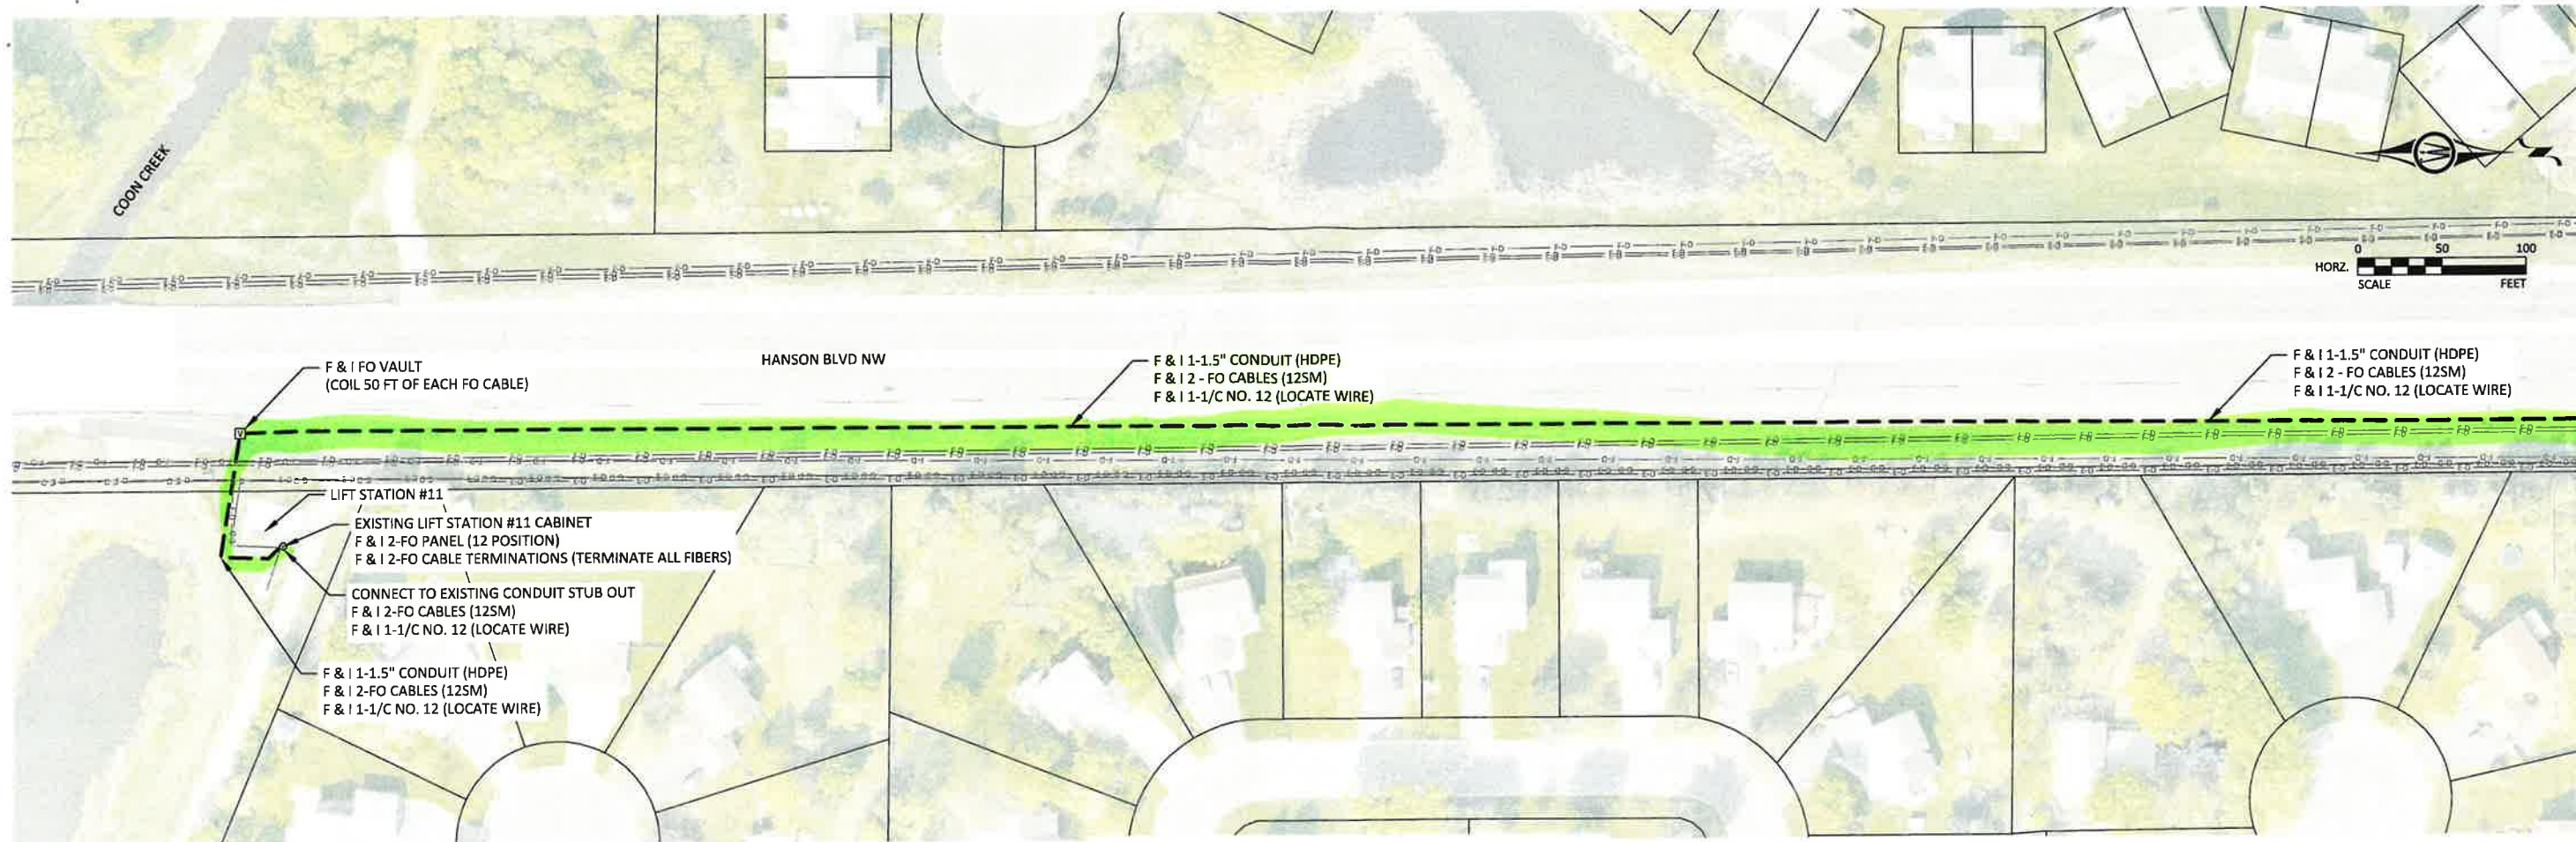 COON CREEK
0 50 100
HORZ.
SCALE FEET
F & I FO VAULT
(COIL 50 FT OF EACH FO CABLE)
HANSON BLVD NW
F & I 1-1.5" CONDUIT (HDPE)
F & I 2 - FO CABLES (12SM)
F & I 1-1/C NO. 12 (LOCATE WIRE)
F & I 1-1.5" CONDUIT (HDPE)
F & I 2 - FO CABLES (12SM)
F & I 1-1/C NO. 12 (LOCATE WIRE)
V
LIFT STATION #11
EXISTING LIFT STATION #11 CABINET
F & I 2-FO PANEL (12 POSITION)
F & I 2-FO CABLE TERMINATIONS (TERMINATE ALL FIBERS)
CONNECT TO EXISTING CONDUIT STUB OUT
F & I 2-FO CABLES (12SM)
F & I 1-1/C NO. 12 (LOCATE WIRE)
F & I 1-1.5" CONDUIT (HDPE)
F & I 2-FO CABLES (12SM)
F & I 1-1/C NO. 12 (LOCATE WIRE)